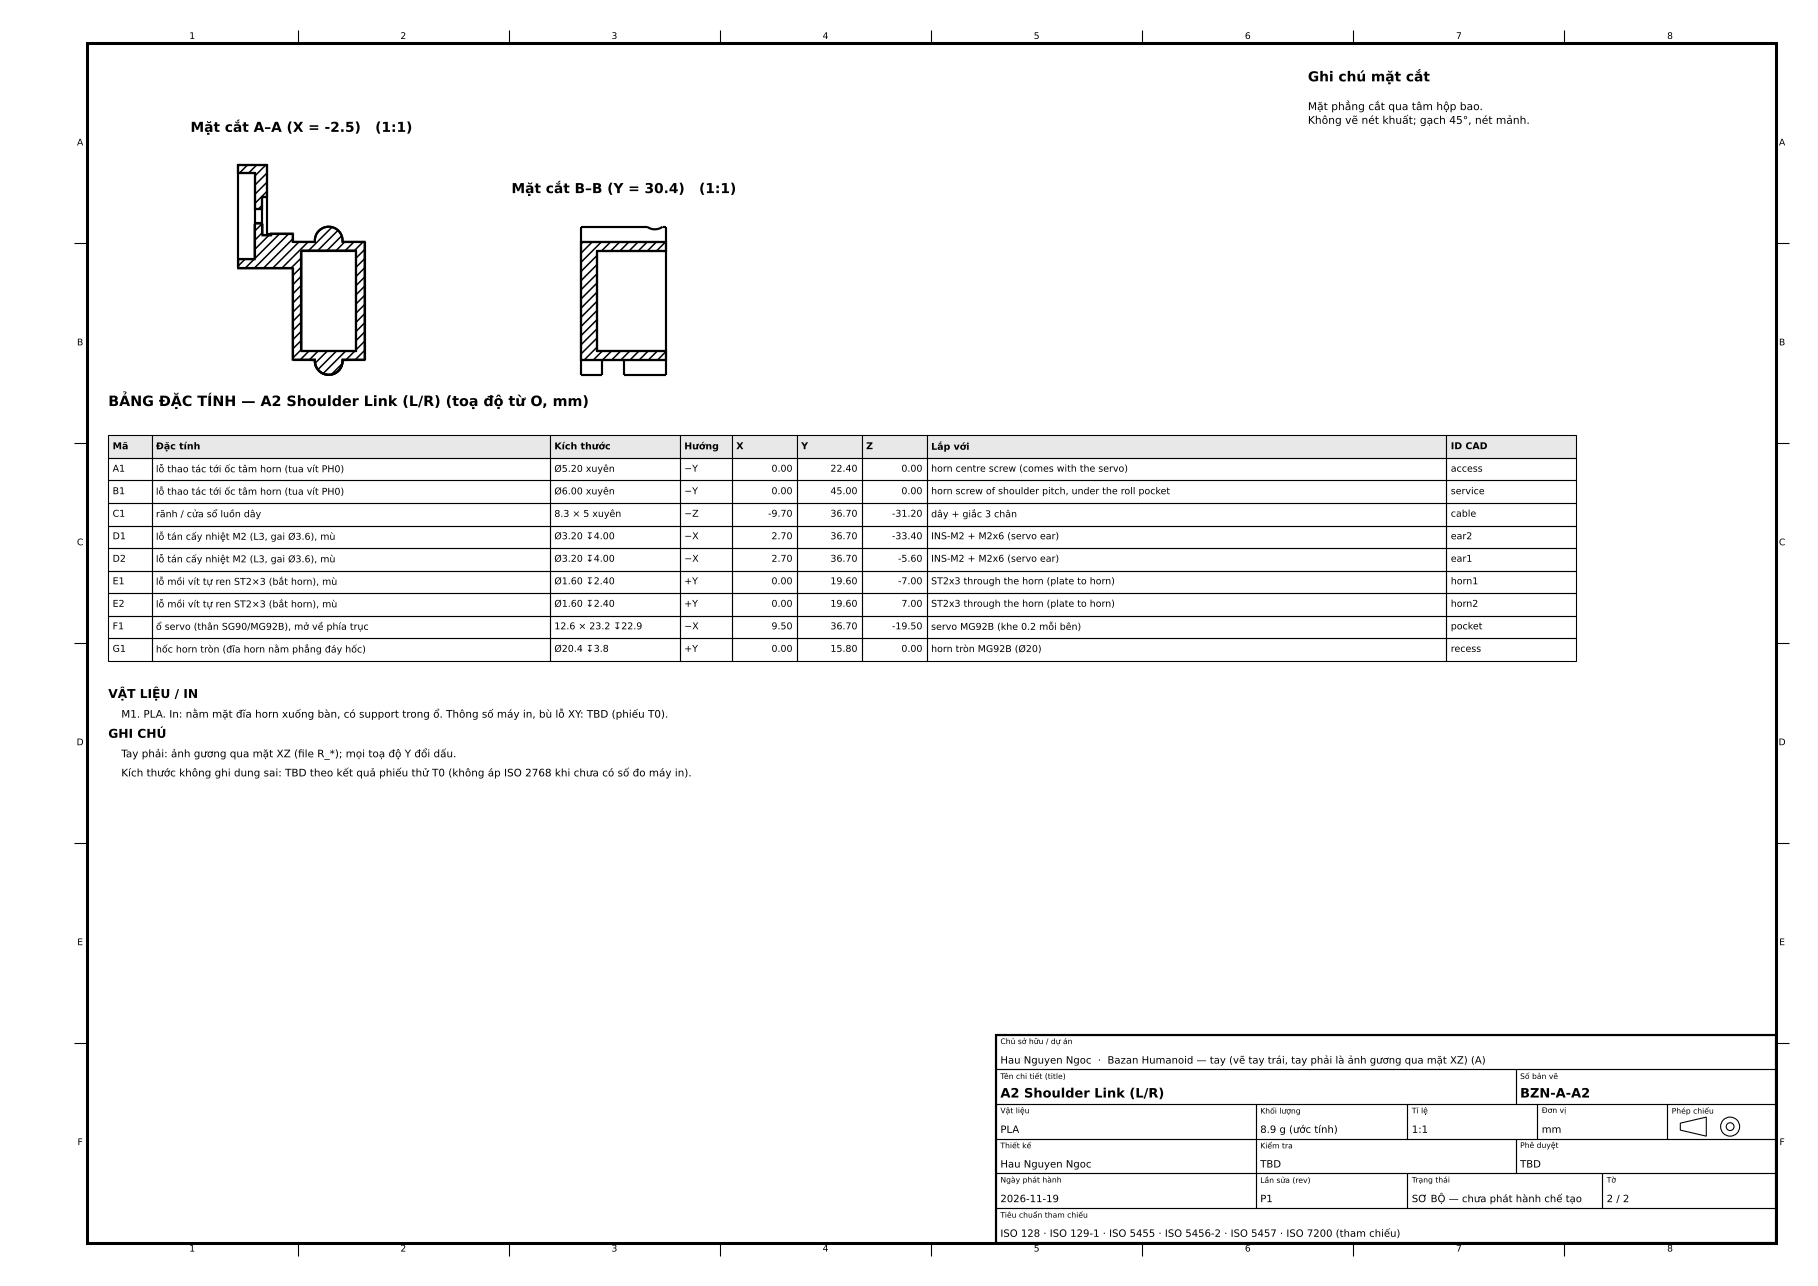 1 2 3 4 5 6 7 8
Ghi chú mặt cắt
Mặt phẳng cắt qua tâm hộp bao.
Không vẽ nét khuất; gạch 45°, nét mảnh.
Mặt cắt A–A (X = -2.5) (1:1)
A A
Mặt cắt B–B (Y = 30.4) (1:1)
B B
BẢNG ĐẶC TÍNH — A2 Shoulder Link (L/R) (toạ độ từ O, mm)
Mã Đặc tính Kích thước Hướng X Y Z Lắp với ID CAD
A1 lỗ thao tác tới ốc tâm horn (tua vít PH0) Ø5.20 xuyên −Y 0.00 22.40 0.00 horn centre screw (comes with the servo) access
B1 lỗ thao tác tới ốc tâm horn (tua vít PH0) Ø6.00 xuyên −Y 0.00 45.00 0.00 horn screw of shoulder pitch, under the roll pocket service
C1 rãnh / cửa sổ luồn dây 8.3 × 5 xuyên −Z -9.70 36.70 -31.20 dây + giắc 3 chân cable
C C
D1 lỗ tán cấy nhiệt M2 (L3, gai Ø3.6), mù Ø3.20 ↧4.00 −X 2.70 36.70 -33.40 INS-M2 + M2x6 (servo ear) ear2
D2 lỗ tán cấy nhiệt M2 (L3, gai Ø3.6), mù Ø3.20 ↧4.00 −X 2.70 36.70 -5.60 INS-M2 + M2x6 (servo ear) ear1
E1 lỗ mồi vít tự ren ST2×3 (bắt horn), mù Ø1.60 ↧2.40 +Y 0.00 19.60 -7.00 ST2x3 through the horn (plate to horn) horn1
E2 lỗ mồi vít tự ren ST2×3 (bắt horn), mù Ø1.60 ↧2.40 +Y 0.00 19.60 7.00 ST2x3 through the horn (plate to horn) horn2
F1 ổ servo (thân SG90/MG92B), mở về phía trục 12.6 × 23.2 ↧22.9 −X 9.50 36.70 -19.50 servo MG92B (khe 0.2 mỗi bên) pocket
G1 hốc horn tròn (đĩa horn nằm phẳng đáy hốc) Ø20.4 ↧3.8 +Y 0.00 15.80 0.00 horn tròn MG92B (Ø20) recess
VẬT LIỆU / IN
M1. PLA. In: nằm mặt đĩa horn xuống bàn, có support trong ổ. Thông số máy in, bù lỗ XY: TBD (phiếu T0).
GHI CHÚ
D D
Tay phải: ảnh gương qua mặt XZ (file R_*); mọi toạ độ Y đổi dấu.
Kích thước không ghi dung sai: TBD theo kết quả phiếu thử T0 (không áp ISO 2768 khi chưa có số đo máy in).
E E
Chủ sở hữu / dự án
Hau Nguyen Ngoc · Bazan Humanoid — tay (vẽ tay trái, tay phải là ảnh gương qua mặt XZ) (A)
Tên chi tiết (title) Số bản vẽ
A2 Shoulder Link (L/R) BZN-A-A2
Vật liệu Khối lượng Tỉ lệ Đơn vị Phép chiếu
PLA 8.9 g (ước tính) 1:1 mm
F F
Thiết kế Kiểm tra Phê duyệt
Hau Nguyen Ngoc TBD TBD
Ngày phát hành Lần sửa (rev) Trạng thái Tờ
2026-11-19 P1 SƠ BỘ — chưa phát hành chế tạo 2 / 2
Tiêu chuẩn tham chiếu
ISO 128 · ISO 129-1 · ISO 5455 · ISO 5456-2 · ISO 5457 · ISO 7200 (tham chiếu)
1 2 3 4 5 6 7 8